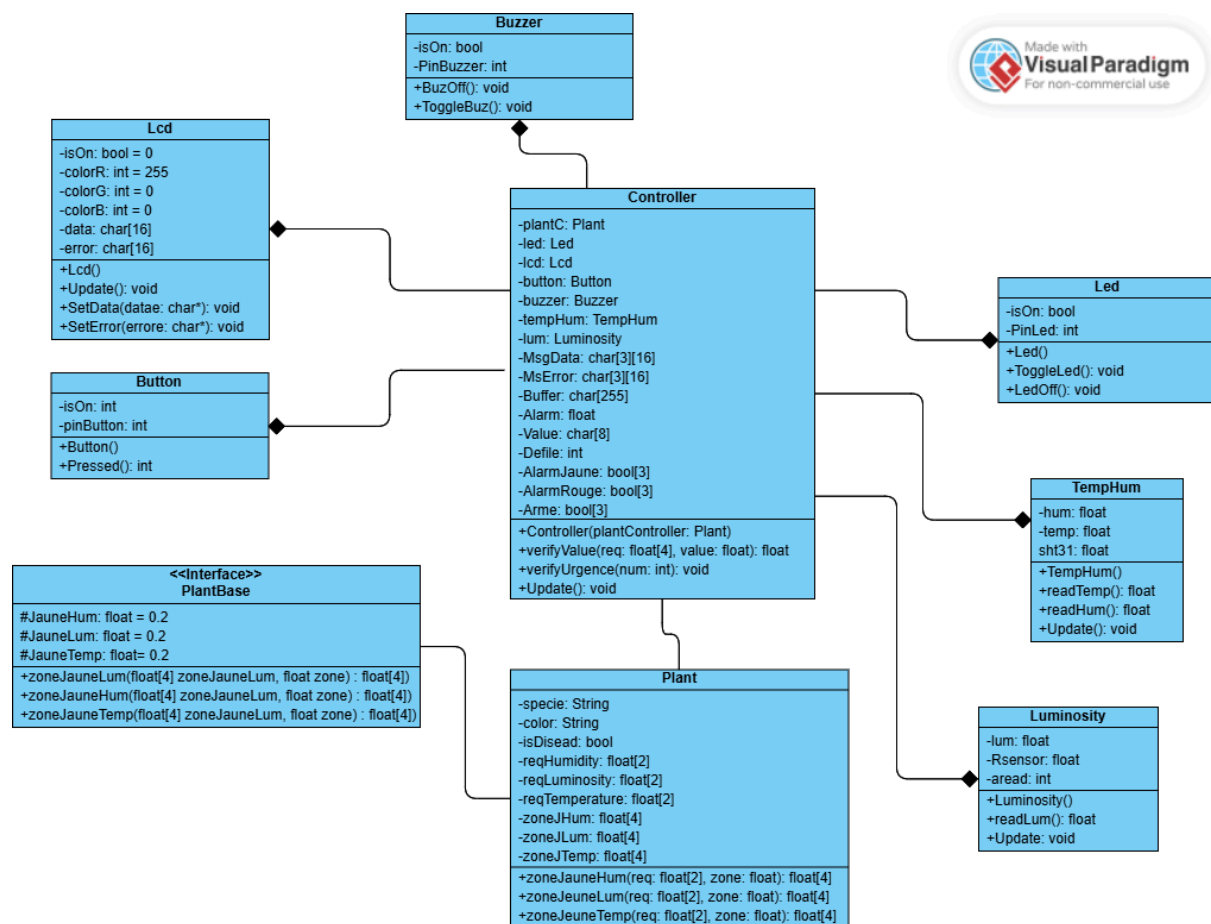 Buzzer
-isOn: bool
-PinBuzzer: int
+BuzOff(): void
+ToggleBuz(): void
Made with
Visual Paradigm
For non-commercial use
Lcd
-isOn: bool = 0
-colorR: int = 255
-colorG: int = 0
-colorB: int = 0
-data: char[16]
-error: char[16]
+Lcd()
+Update(): void
+SetData(datae: char*): void
+SetError(errore: char*): void
Controller
-plantC: Plant
-led: Led
-lcd: Lcd
-button: Button
-buzzer: Buzzer
-tempHum: TempHum
-lum: Luminosity
-MsgData: char[3][16]
-MsError: char[3][16]
-Buffer: char[255]
-Alarm: float
-Value: char[8]
-Defile: int
-AlarmJaune: bool[3]
-AlarmRouge: bool[3]
-Arme: bool[3]
+Controller(plantController: Plant)
+verifyValue(req: float[4], value: float): float
+verifyUrgence(num: int): void
+Update(): void
Led
-isOn: bool
-PinLed: int
+Led()
+ToggleLed(): void
+LedOff(): void
Button
-isOn: int
-pinButton: int
+Button()
+Pressed(): int
TempHum
-hum: float
-temp: float
sht31: float
+TempHum()
+readTemp(): float
+readHum(): float
+Update(): void
<<Interface>>
PlantBase
#JauneHum: float = 0.2
#JauneLum: float = 0.2
#JauneTemp: float= 0.2
+zoneJauneLum(float[4] zoneJauneLum, float zone) : float[4])
+zoneJauneHum(float[4] zoneJauneLum, float zone) : float[4])
+zoneJauneTemp(float[4] zoneJauneLum, float zone) : float[4])
Plant
-specie: String
-color: String
-isDisead: bool
-reqHumidity: float[2]
-reqLuminosity: float[2]
-reqTemperature: float[2]
-zoneJHum: float[4]
-zoneJLum: float[4]
-zoneJTemp: float[4]
+zoneJauneHum(req: float[2], zone: float): float[4]
+zoneJeuneLum(req: float[2], zone: float): float[4]
+zoneJeuneTemp(req: float[2], zone: float): float[4]
Luminosity
-lum: float
-Rsensor: float
-aread: int
+Luminosity()
+readLum(): float
+Update: void